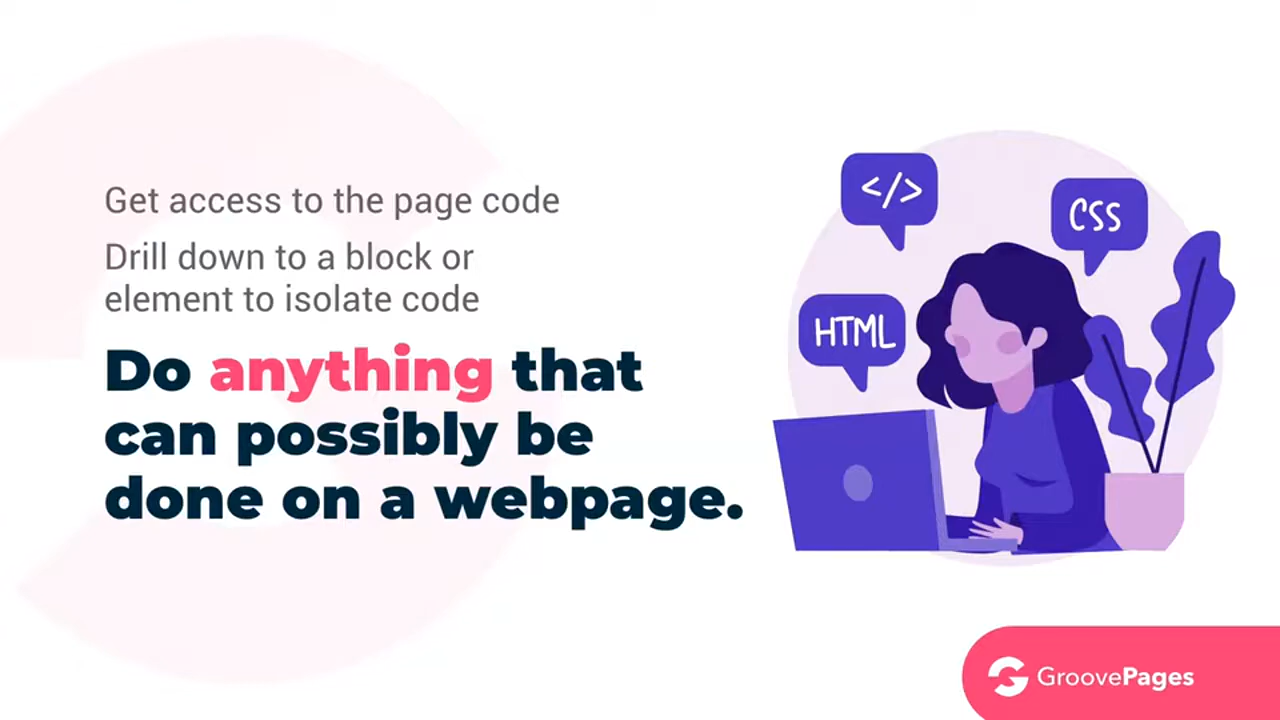 Get access to the page code
Drill down to a block or
element to isolate code
Do anything that
can possibly be
done on a webpage.
</>
CSS
HTML
GroovePages